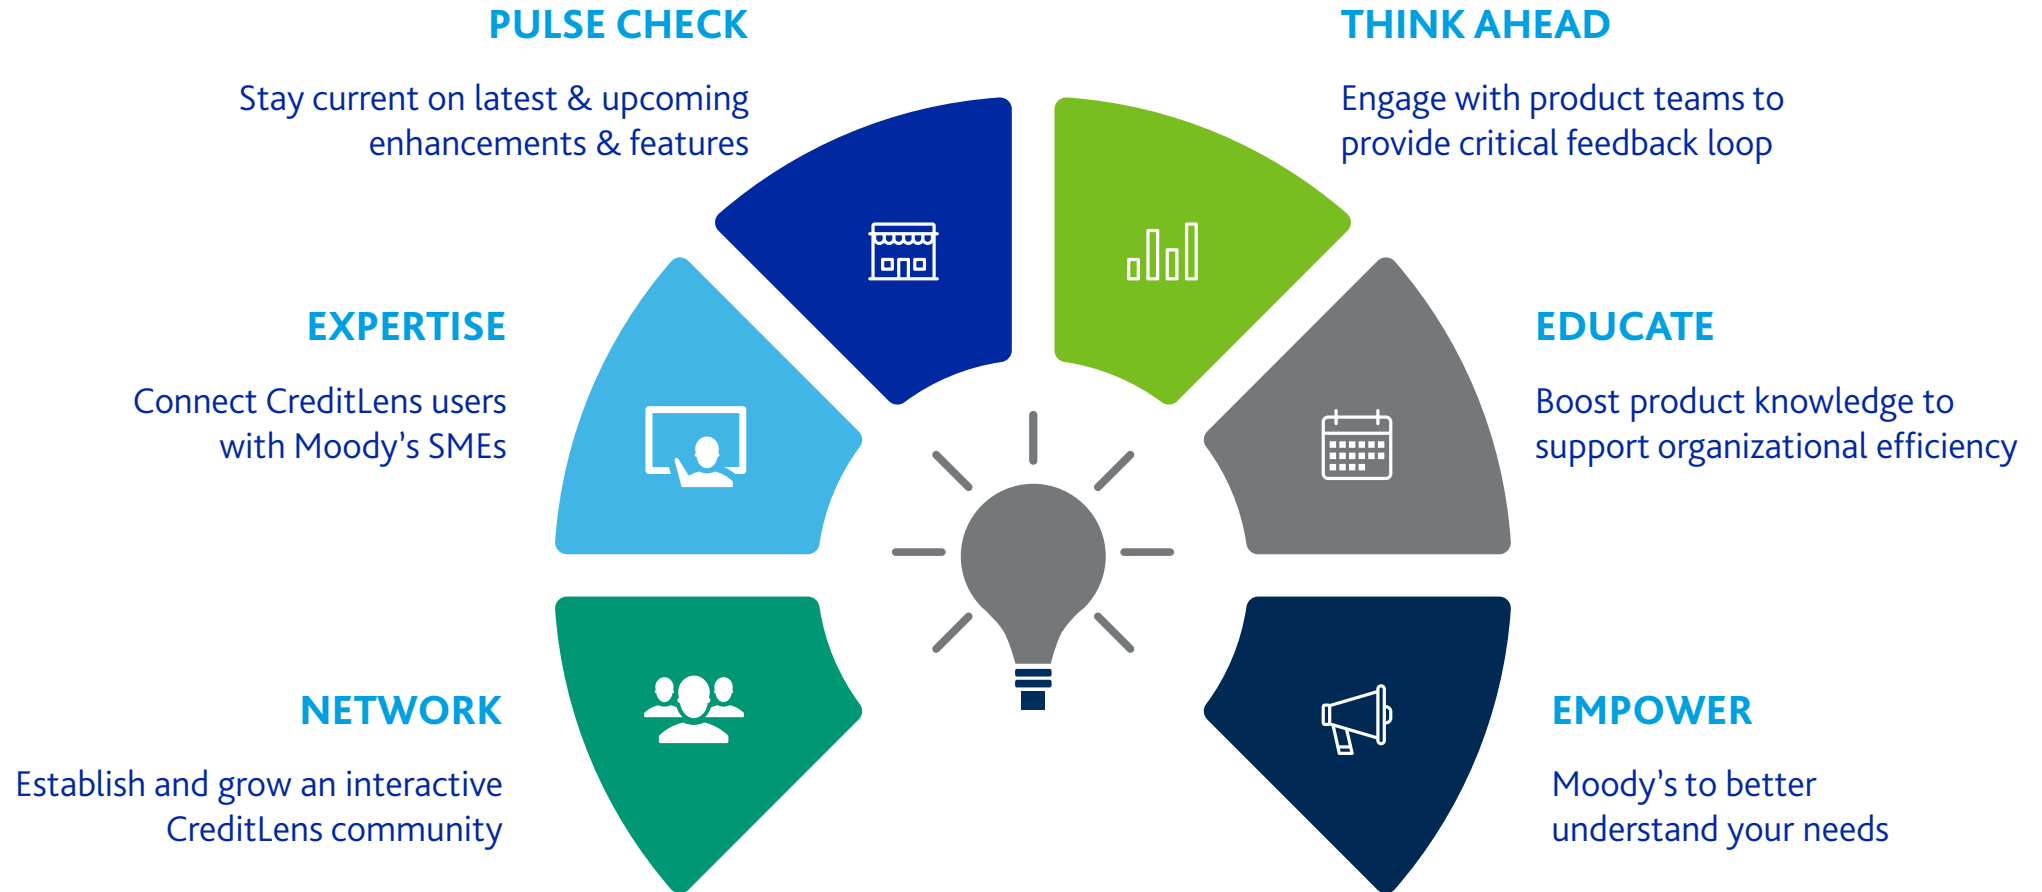 PULSE CHECK
Stay current on latest & upcoming
enhancements & features
THINK AHEAD
Engage with product teams to
provide critical feedback loop
EXPERTISE
Connect CreditLens users
with Moody's SMEs
EDUCATE
Boost product knowledge to
support organizational efficiency
NETWORK
Establish and grow an interactive
CreditLens community
EMPOWER
Moody's to better
understand your needs